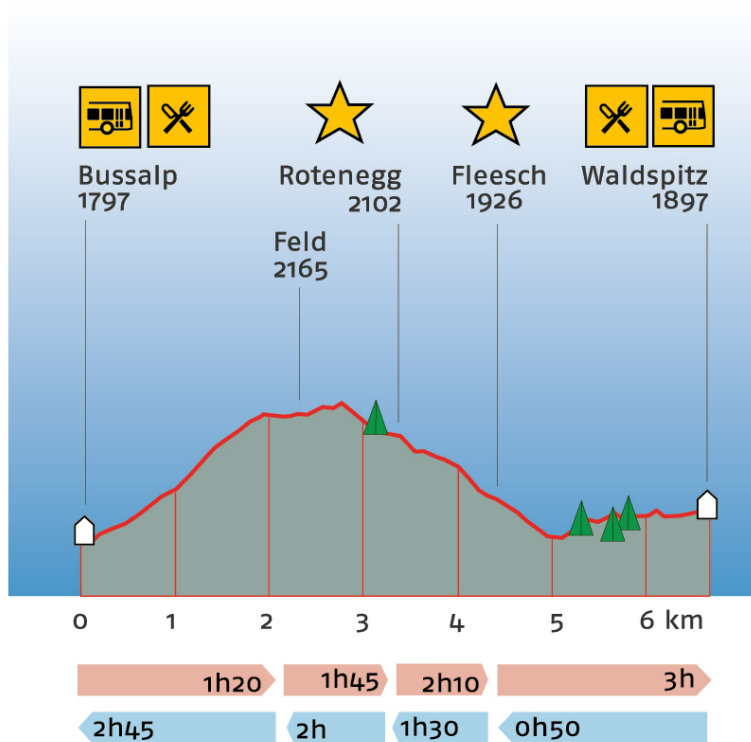 Bussalp
1797
Rotenegg
2102
Fleesch
1926
Waldspitz
1897
Feld
2165
0 1 2 3 4 5 6 km
1h20 1h45 2h10 3h
2h45 2h 1h30 0h50